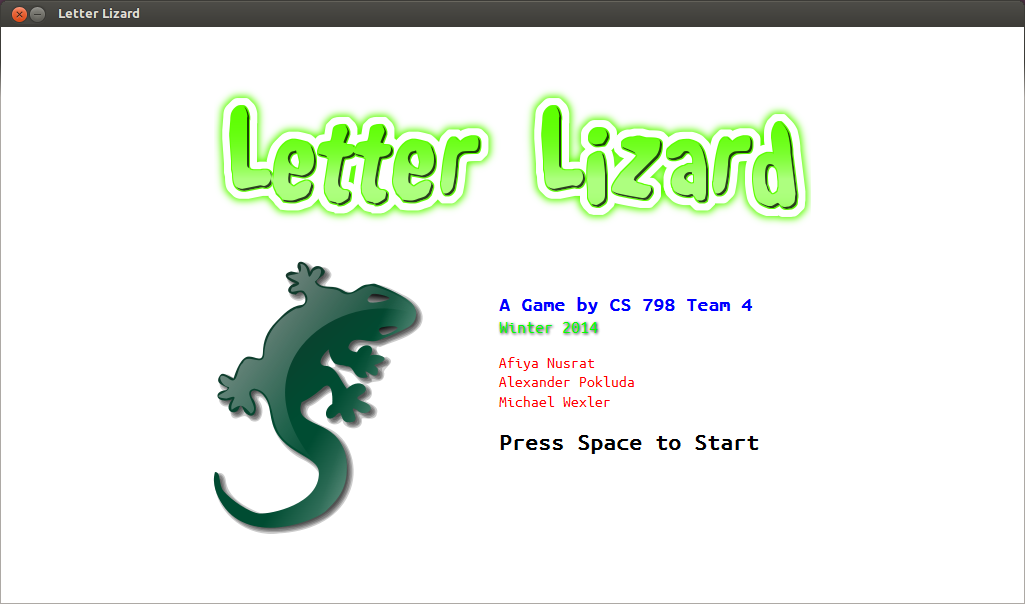 Letter Lizard
Letter Lizard
A Game by CS 798 Team 4
Winter 2014
Afiya Nusrat
Alexander Pokluda
Michael Wexler
Press Space to Start